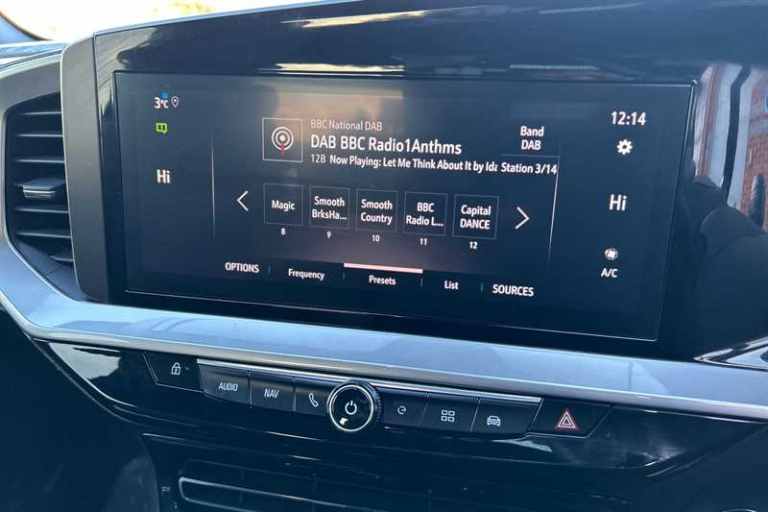 3°C
12:14
BBC National DAB
DAB BBC Radio1Anthms
Band
DAB
12B Now Playing: Let Me Think About It by Ida Station 3/14
Hi
Hi
Magic
Smooth
BrksHa...
Smooth
Country
BBC
Radio L...
Capital
DANCE
8
9
10
11
12
A/C
OPTIONS
Frequency
Presets
List
SOURCES
AUDIO
NAV